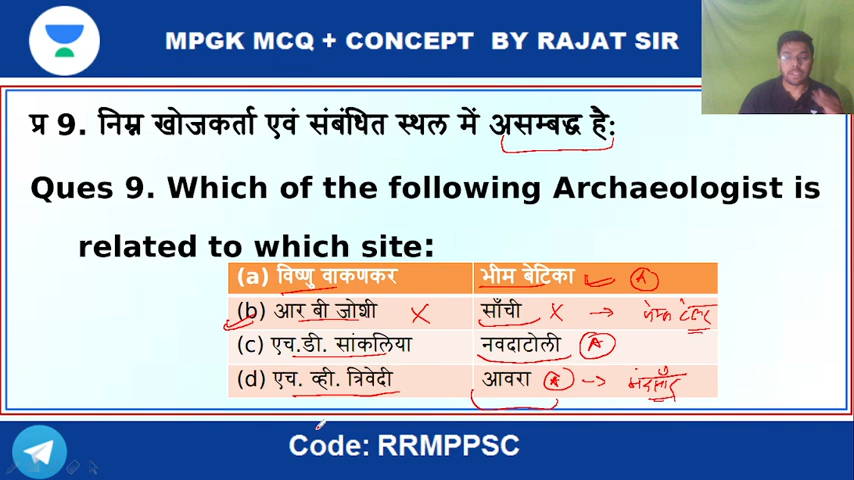 MPGK MCQ + CONCEPT BY RAJAT SIR
प्र 9. निम्न खोजकर्ता एवं संबंधित स्थल में असम्बद्ध है:
Ques 9. Which of the following Archaeologist is
related to which site:
(a) विष्णु वाकणकर भीम बेटिका A
(b) आर बी जोशी X साँची X →
(c) एच.डी. सांकलिया नवदाटोली A
(d) एच. व्ही. त्रिवेदी आवरा A → मंदसौर
Code: RRMPPSC